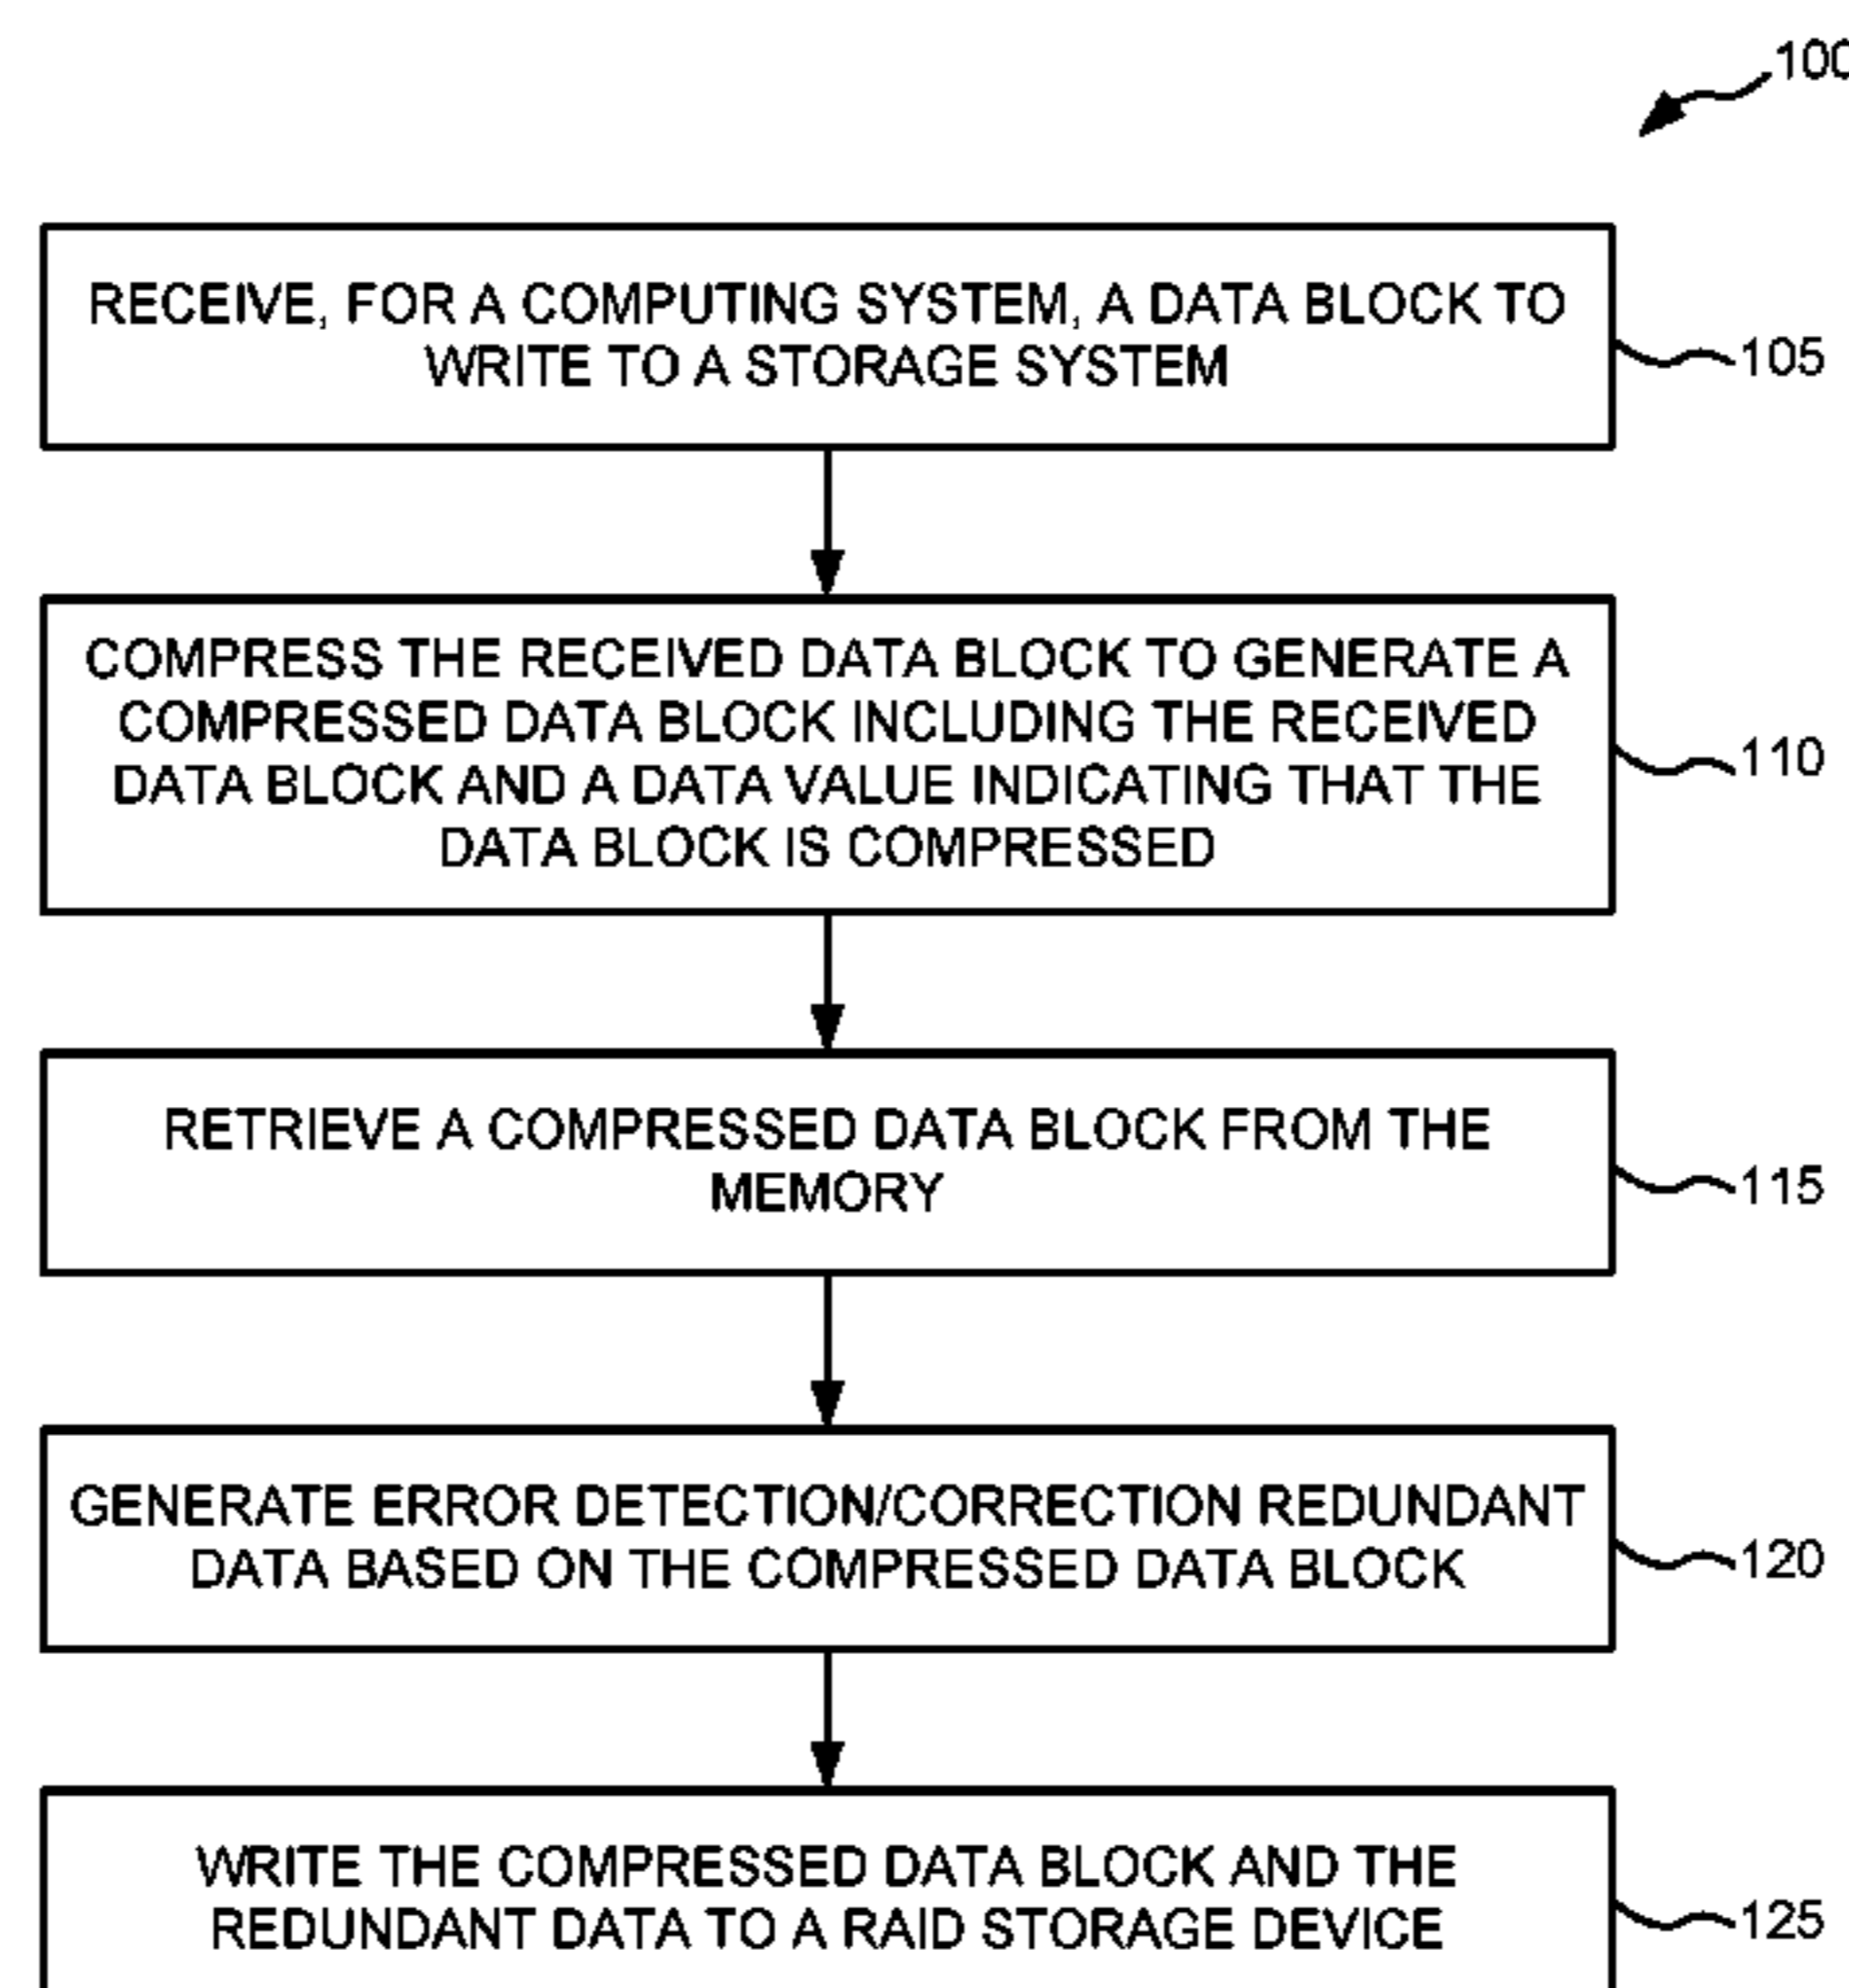 100
RECEIVE, FOR A COMPUTING SYSTEM, A DATA BLOCK TO
WRITE TO A STORAGE SYSTEM
105
COMPRESS THE RECEIVED DATA BLOCK TO GENERATE A
COMPRESSED DATA BLOCK INCLUDING THE RECEIVED
DATA BLOCK AND A DATA VALUE INDICATING THAT THE
DATA BLOCK IS COMPRESSED
110
RETRIEVE A COMPRESSED DATA BLOCK FROM THE
MEMORY
115
GENERATE ERROR DETECTION/CORRECTION REDUNDANT
DATA BASED ON THE COMPRESSED DATA BLOCK
120
WRITE THE COMPRESSED DATA BLOCK AND THE
REDUNDANT DATA TO A RAID STORAGE DEVICE
125